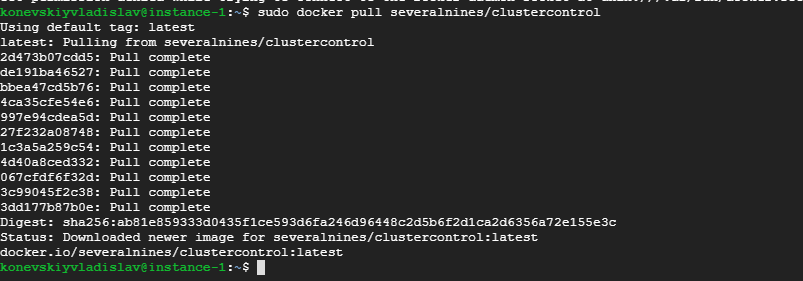 konevskiyvladislav@instance-1:~$ sudo docker pull severalnines/clustercontrol
Using default tag: latest
latest: Pulling from severalnines/clustercontrol
2d473b07cdd5: Pull complete
de191ba46527: Pull complete
bbea47cd5b76: Pull complete
4ca35cfe54e6: Pull complete
997e94cdea5d: Pull complete
27f232a08748: Pull complete
1c3a5a259c54: Pull complete
4d40a8ced332: Pull complete
067cfdf6f32d: Pull complete
3c99045f2c38: Pull complete
3dd177b87b0e: Pull complete
Digest: sha256:ab81e859333d0435f1ce593d6fa246d96448c2d5b6f2d1ca2d6356a72e155e3c
Status: Downloaded newer image for severalnines/clustercontrol:latest
docker.io/severalnines/clustercontrol:latest
konevskiyvladislav@instance-1:~$